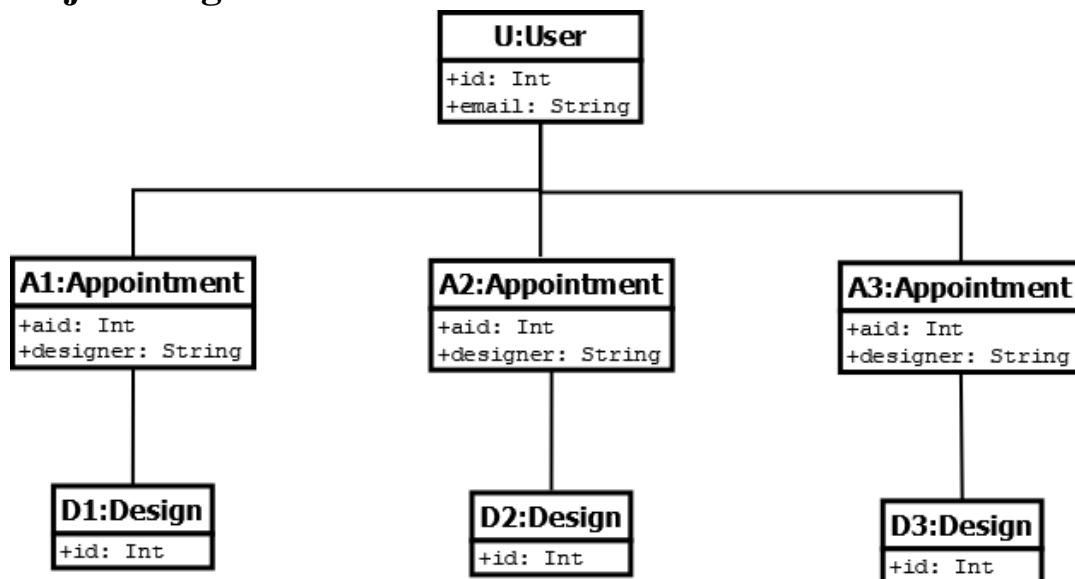 U:User
+id: Int
+email: String
A1:Appointment
+aid: Int
+designer: String
A2:Appointment
+aid: Int
+designer: String
A3:Appointment
+aid: Int
+designer: String
D1:Design
+id: Int
D2:Design
+id: Int
D3:Design
+id: Int